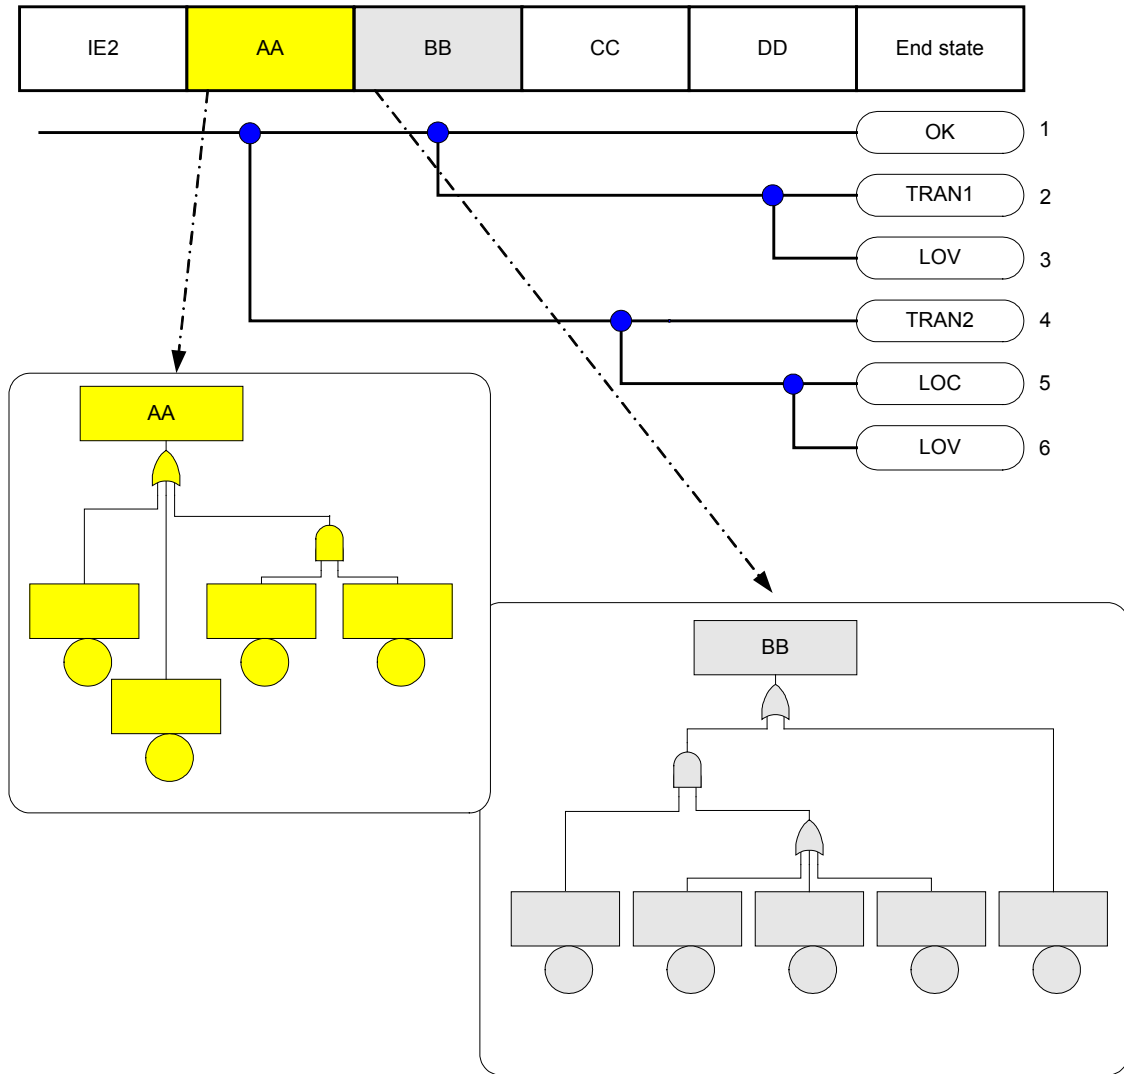 IE2 AA BB CC DD End state
OK 1
TRAN1 2
LOV 3
TRAN2 4
LOC 5
LOV 6
AA
BB